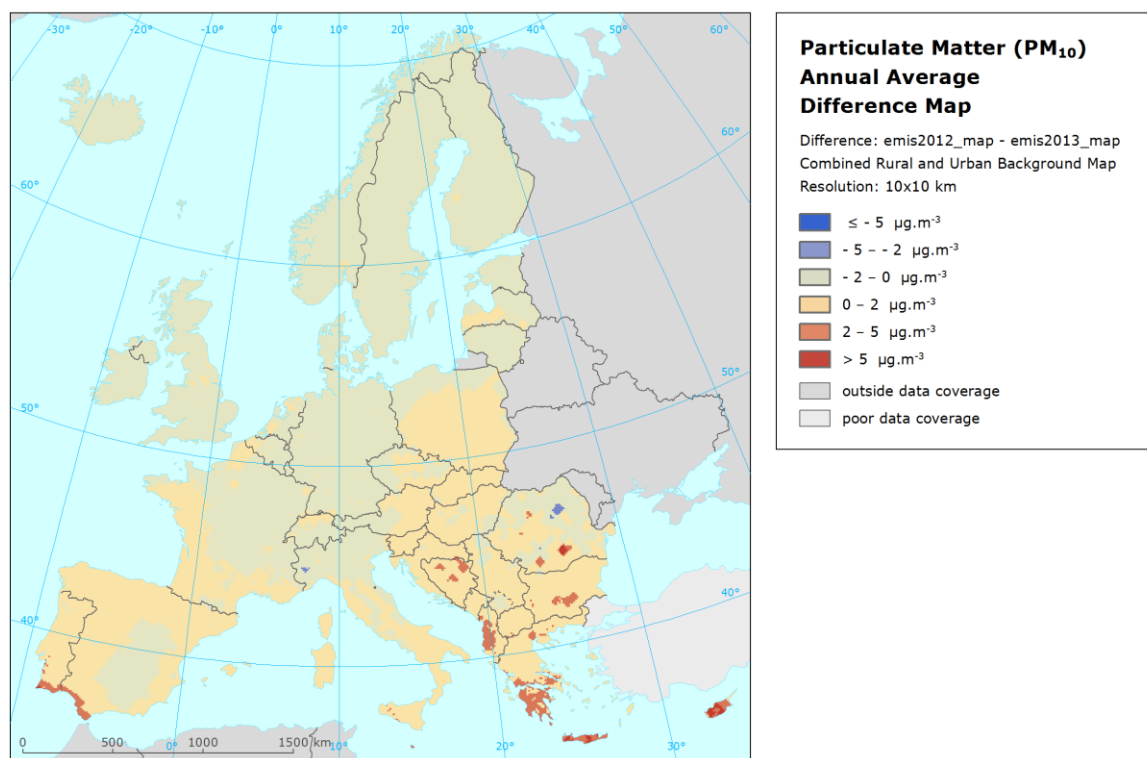 -30°
-20°
-10°
0°
10°
20°
30°
40°
50°
60°
60°
60°
50°
50°
40°
40°
0
500
1000
1500 km
0°
10°
20°
30°
Particulate Matter (PM₁₀)
Annual Average
Difference Map
Difference: emis2012_map - emis2013_map
Combined Rural and Urban Background Map
Resolution: 10x10 km
≤ - 5 µg.m⁻³
- 5 – - 2 µg.m⁻³
- 2 – 0 µg.m⁻³
0 – 2 µg.m⁻³
2 – 5 µg.m⁻³
> 5 µg.m⁻³
outside data coverage
poor data coverage